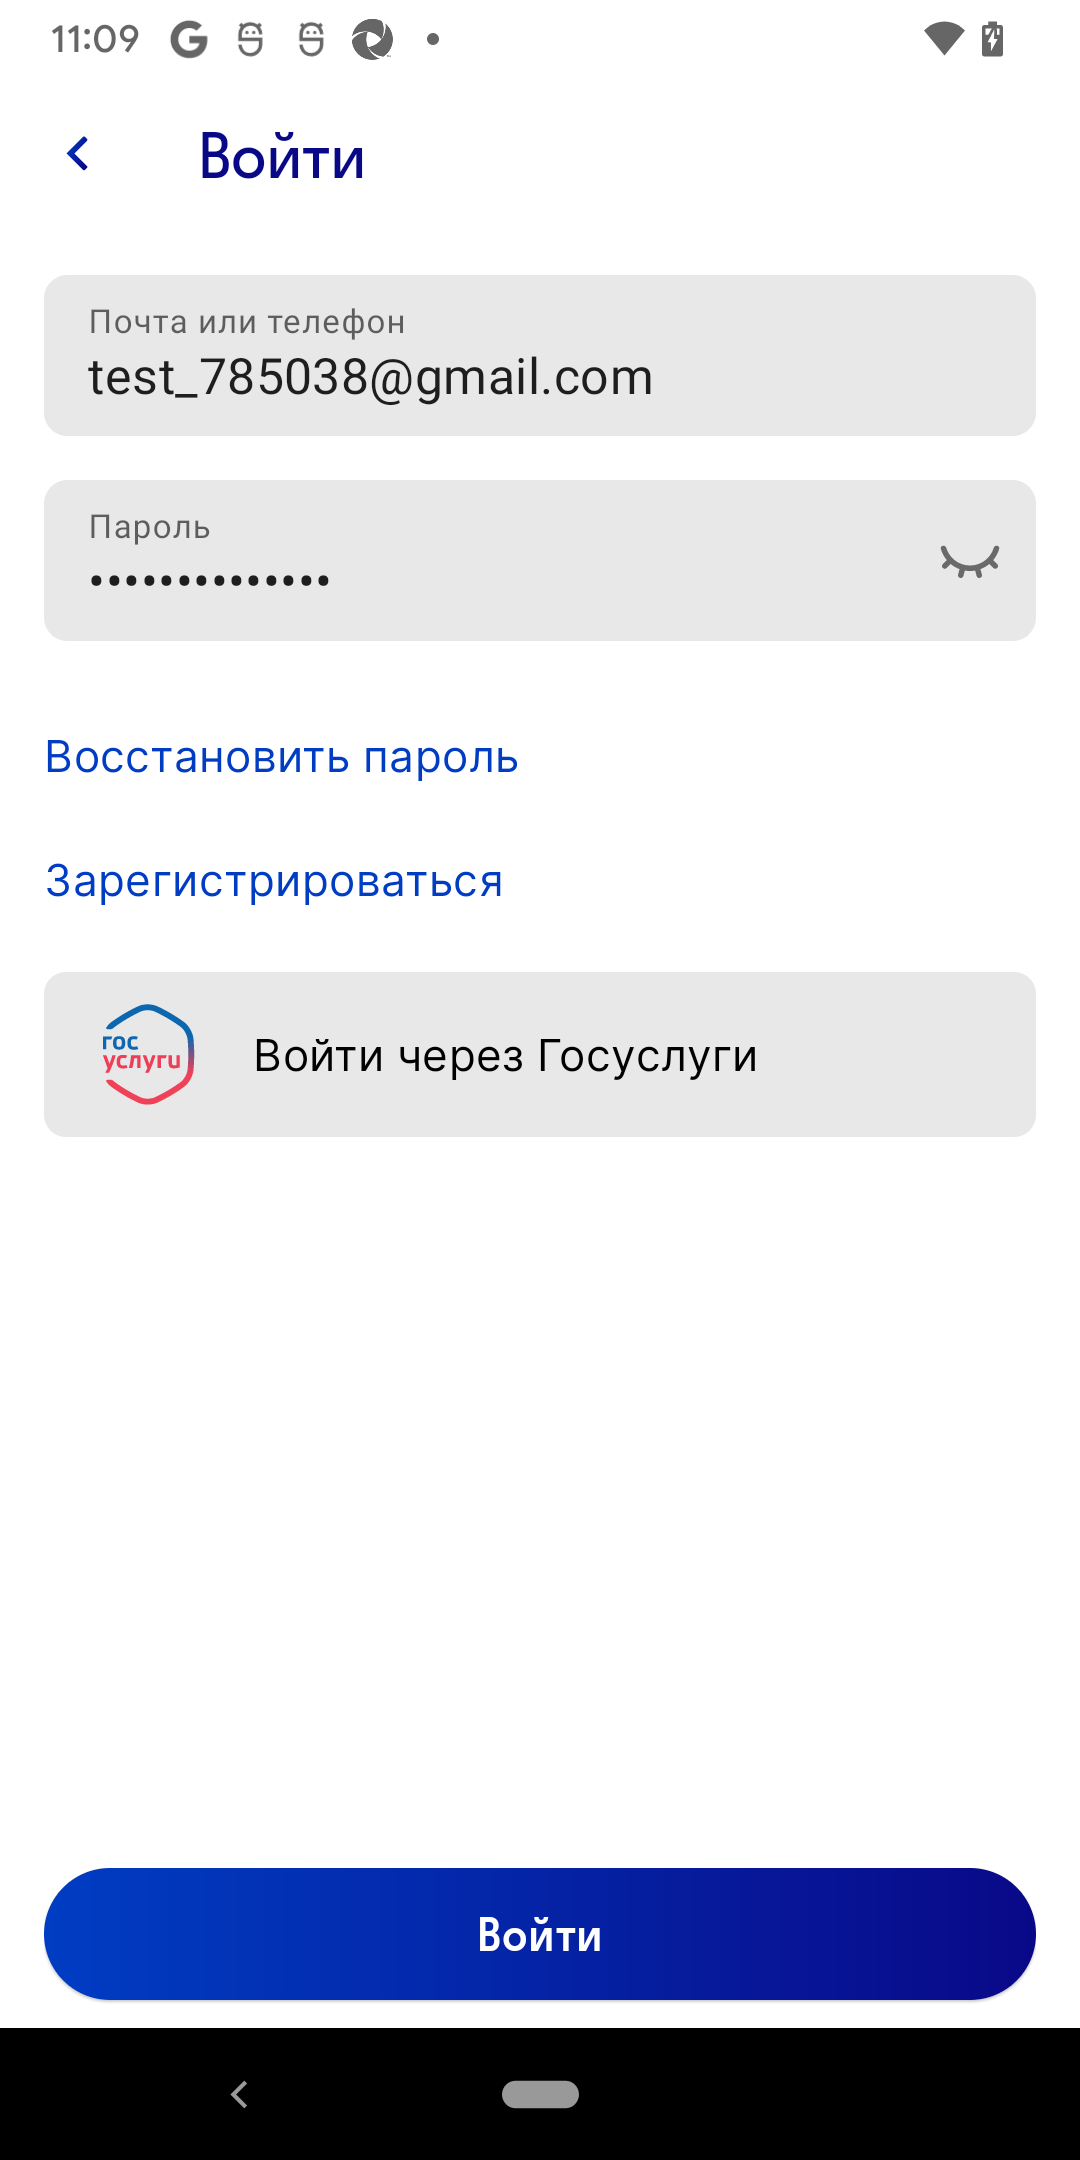 11:09
Войти
Почта или телефон
test_785038@gmail.com
Пароль
••••••••••••••
Восстановить пароль
Зарегистрироваться
гос
услуги
Войти через Госуслуги
Войти